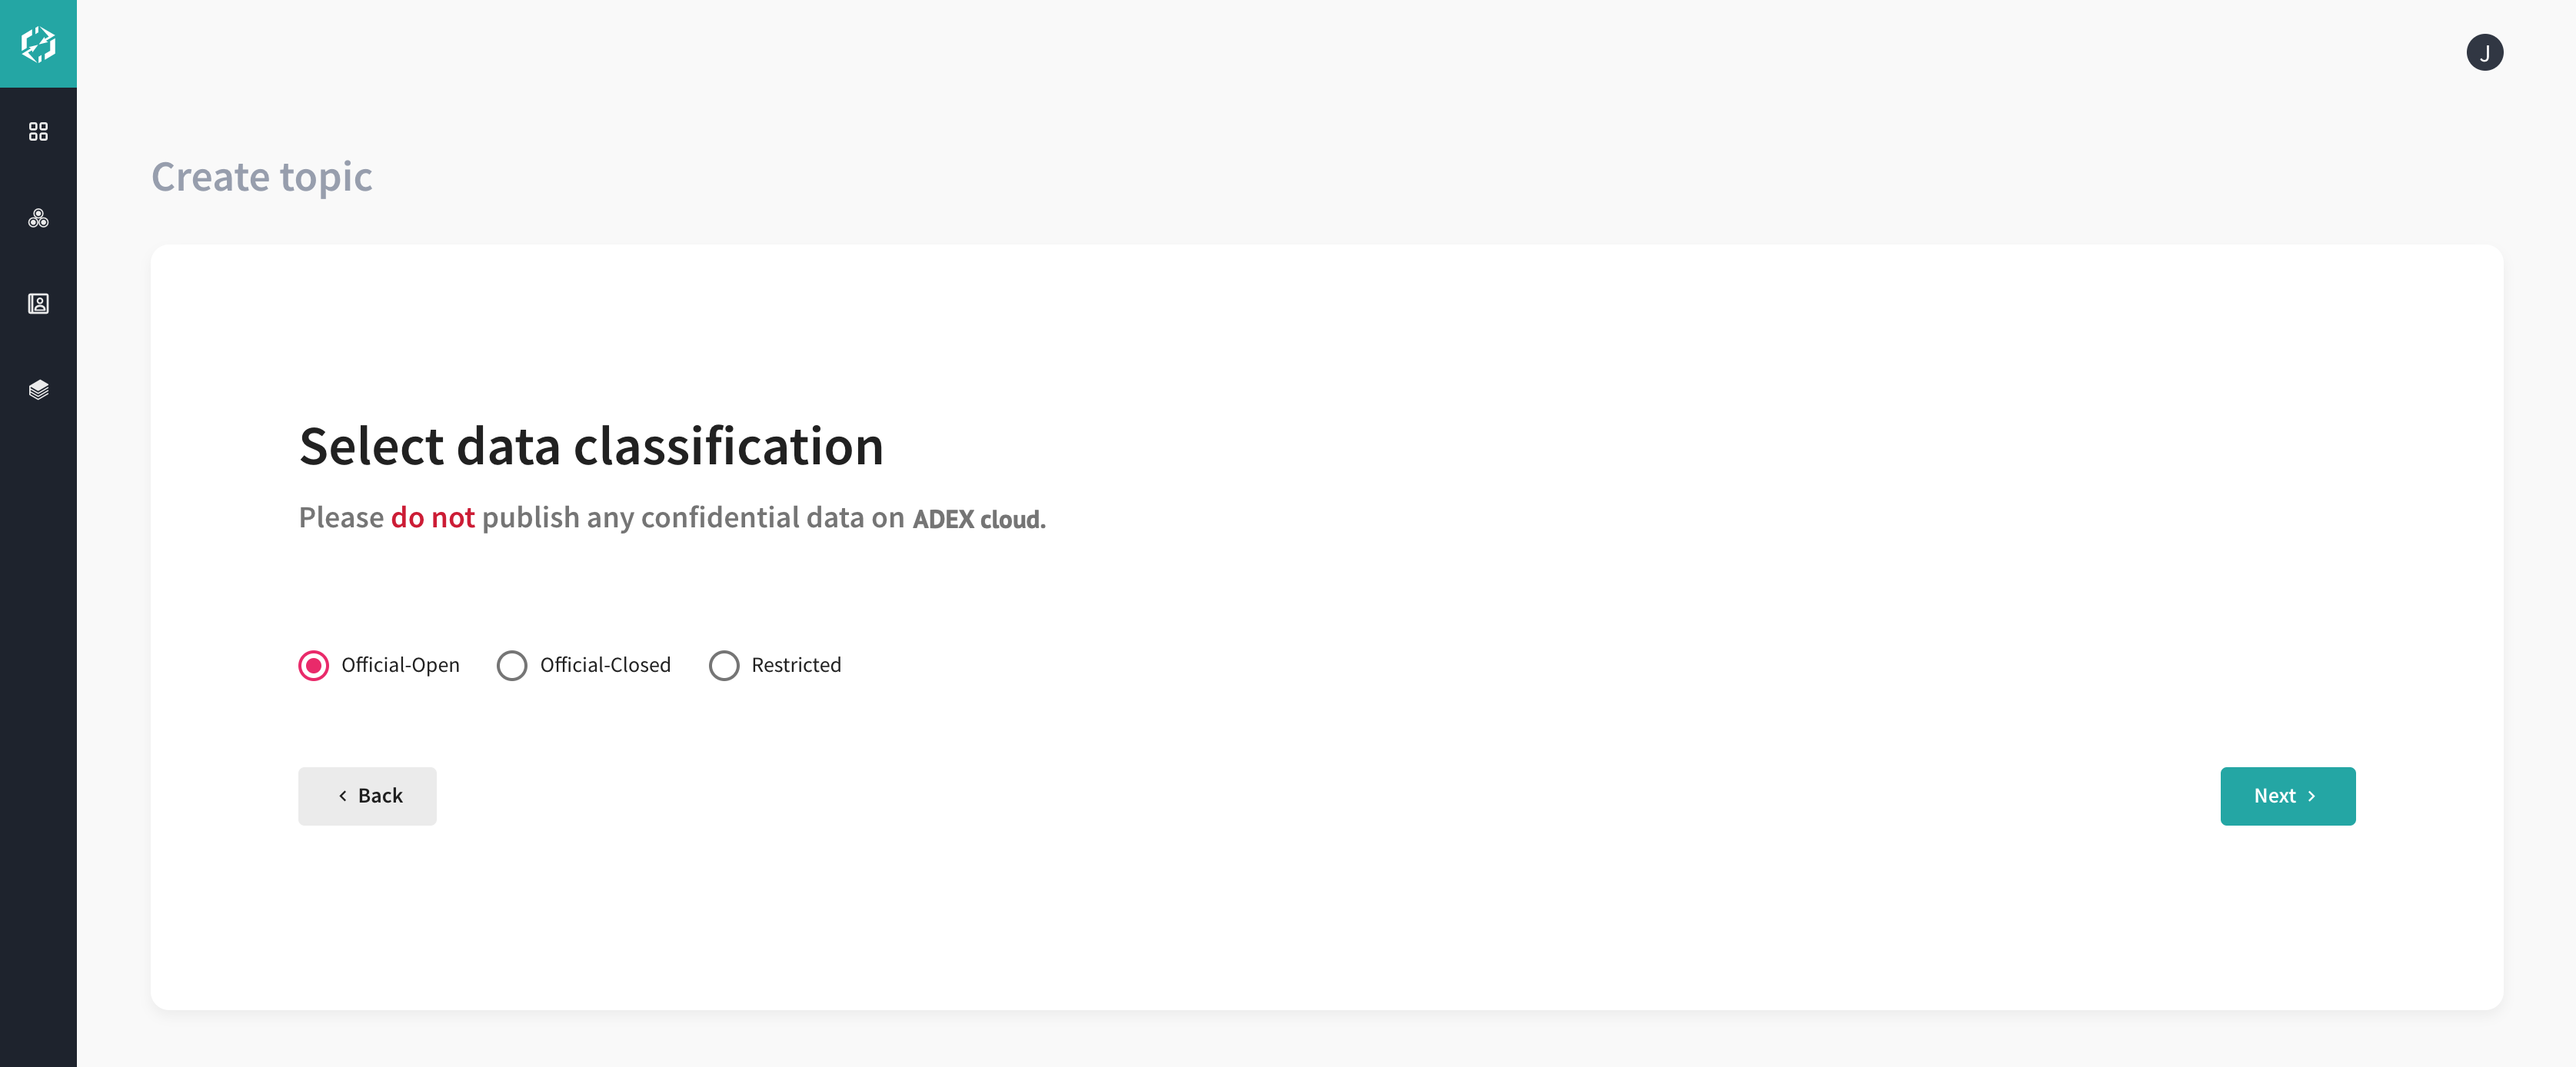 J
Create topic
Select data classification
Please do not publish any confidential data on ADEX cloud.
Official-Open Official-Closed Restricted
Back Next